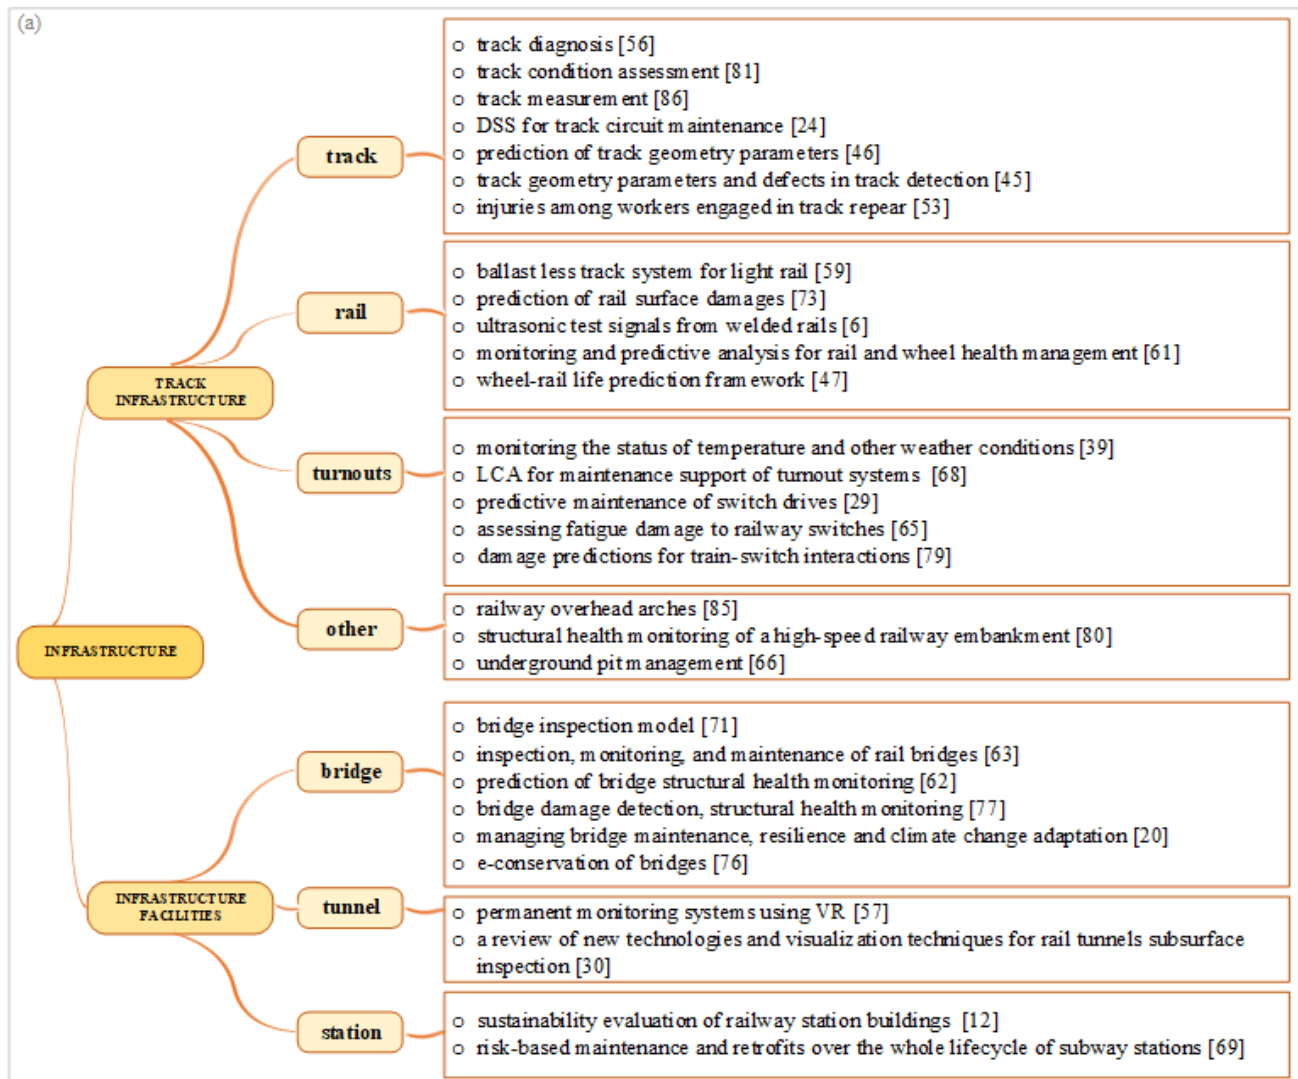 (a)
track diagnosis [56]
track condition assessment [81]
track measurement [86]
DSS for track circuit maintenance [24]
prediction of track geometry parameters [46]
track geometry parameters and defects in track detection [45]
injuries among workers engaged in track repear [53]
track
ballast less track system for light rail [59]
prediction of rail surface damages [73]
ultrasonic test signals from welded rails [6]
monitoring and predictive analysis for rail and wheel health management [61]
wheel-rail life prediction framework [47]
rail
TRACK
INFRASTRUCTURE
monitoring the status of temperature and other weather conditions [39]
LCA for maintenance support of turnout systems [68]
predictive maintenance of switch drives [29]
assessing fatigue damage to railway switches [65]
damage predictions for train-switch interactions [79]
turnouts
railway overhead arches [85]
structural health monitoring of a high-speed railway embankment [80]
underground pit management [66]
other
INFRASTRUCTURE
bridge inspection model [71]
inspection, monitoring, and maintenance of rail bridges [63]
prediction of bridge structural health monitoring [62]
bridge damage detection, structural health monitoring [77]
managing bridge maintenance, resilience and climate change adaptation [20]
e-conservation of bridges [76]
bridge
INFRASTRUCTURE
FACILITIES
tunnel
permanent monitoring systems using VR [57]
a review of new technologies and visualization techniques for rail tunnels subsurface
inspection [30]
station
sustainability evaluation of railway station buildings [12]
risk-based maintenance and retrofits over the whole lifecycle of subway stations [69]